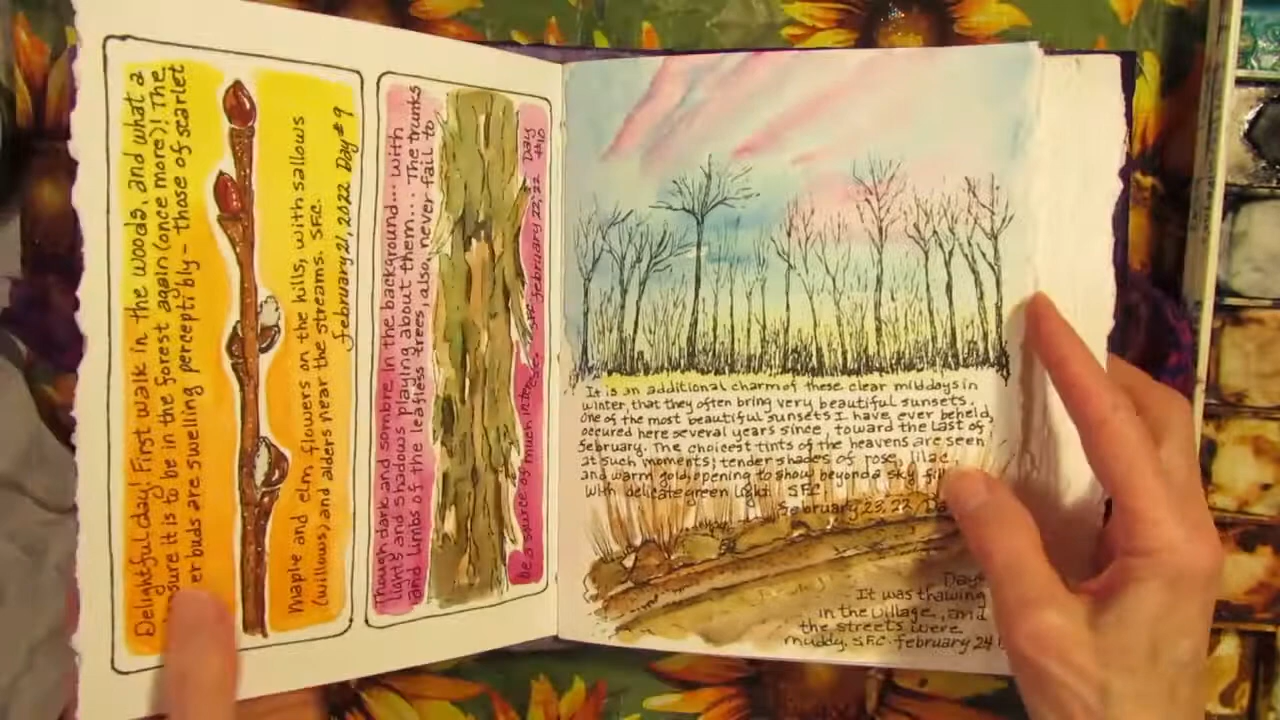 Delightful day! First walk in the woods, and what a
sure it is to be in the forest again (once more)! The
er buds are swelling perceptibly - those of scarlet
Maple and elm flowers on the hills, with sallows
(willows) and alders near the streams. SFC.
february 21, 2022 Day #9
Though dark and sombre in the background... with
lights and shadows playing about them... The trunks
and limbs of the leafless trees, also, never fail to
be a source of much interest. SFC. february 22, '22 Day
#10
It is an additional charm of these clear middays in
winter, that they often bring very beautiful sunsets.
One of the most beautiful sunsets I have ever beheld,
occured here several years since, toward the last of
february. The choicest tints of the heavens are seen
at such moments; tender shades of rose, lilac,
and warm gold, opening to show beyond a sky fill
with delicate green light. SFC.
february 23, 22 Da
Day
It was thawing
in the village, and
the streets were
muddy. SFC. february 24